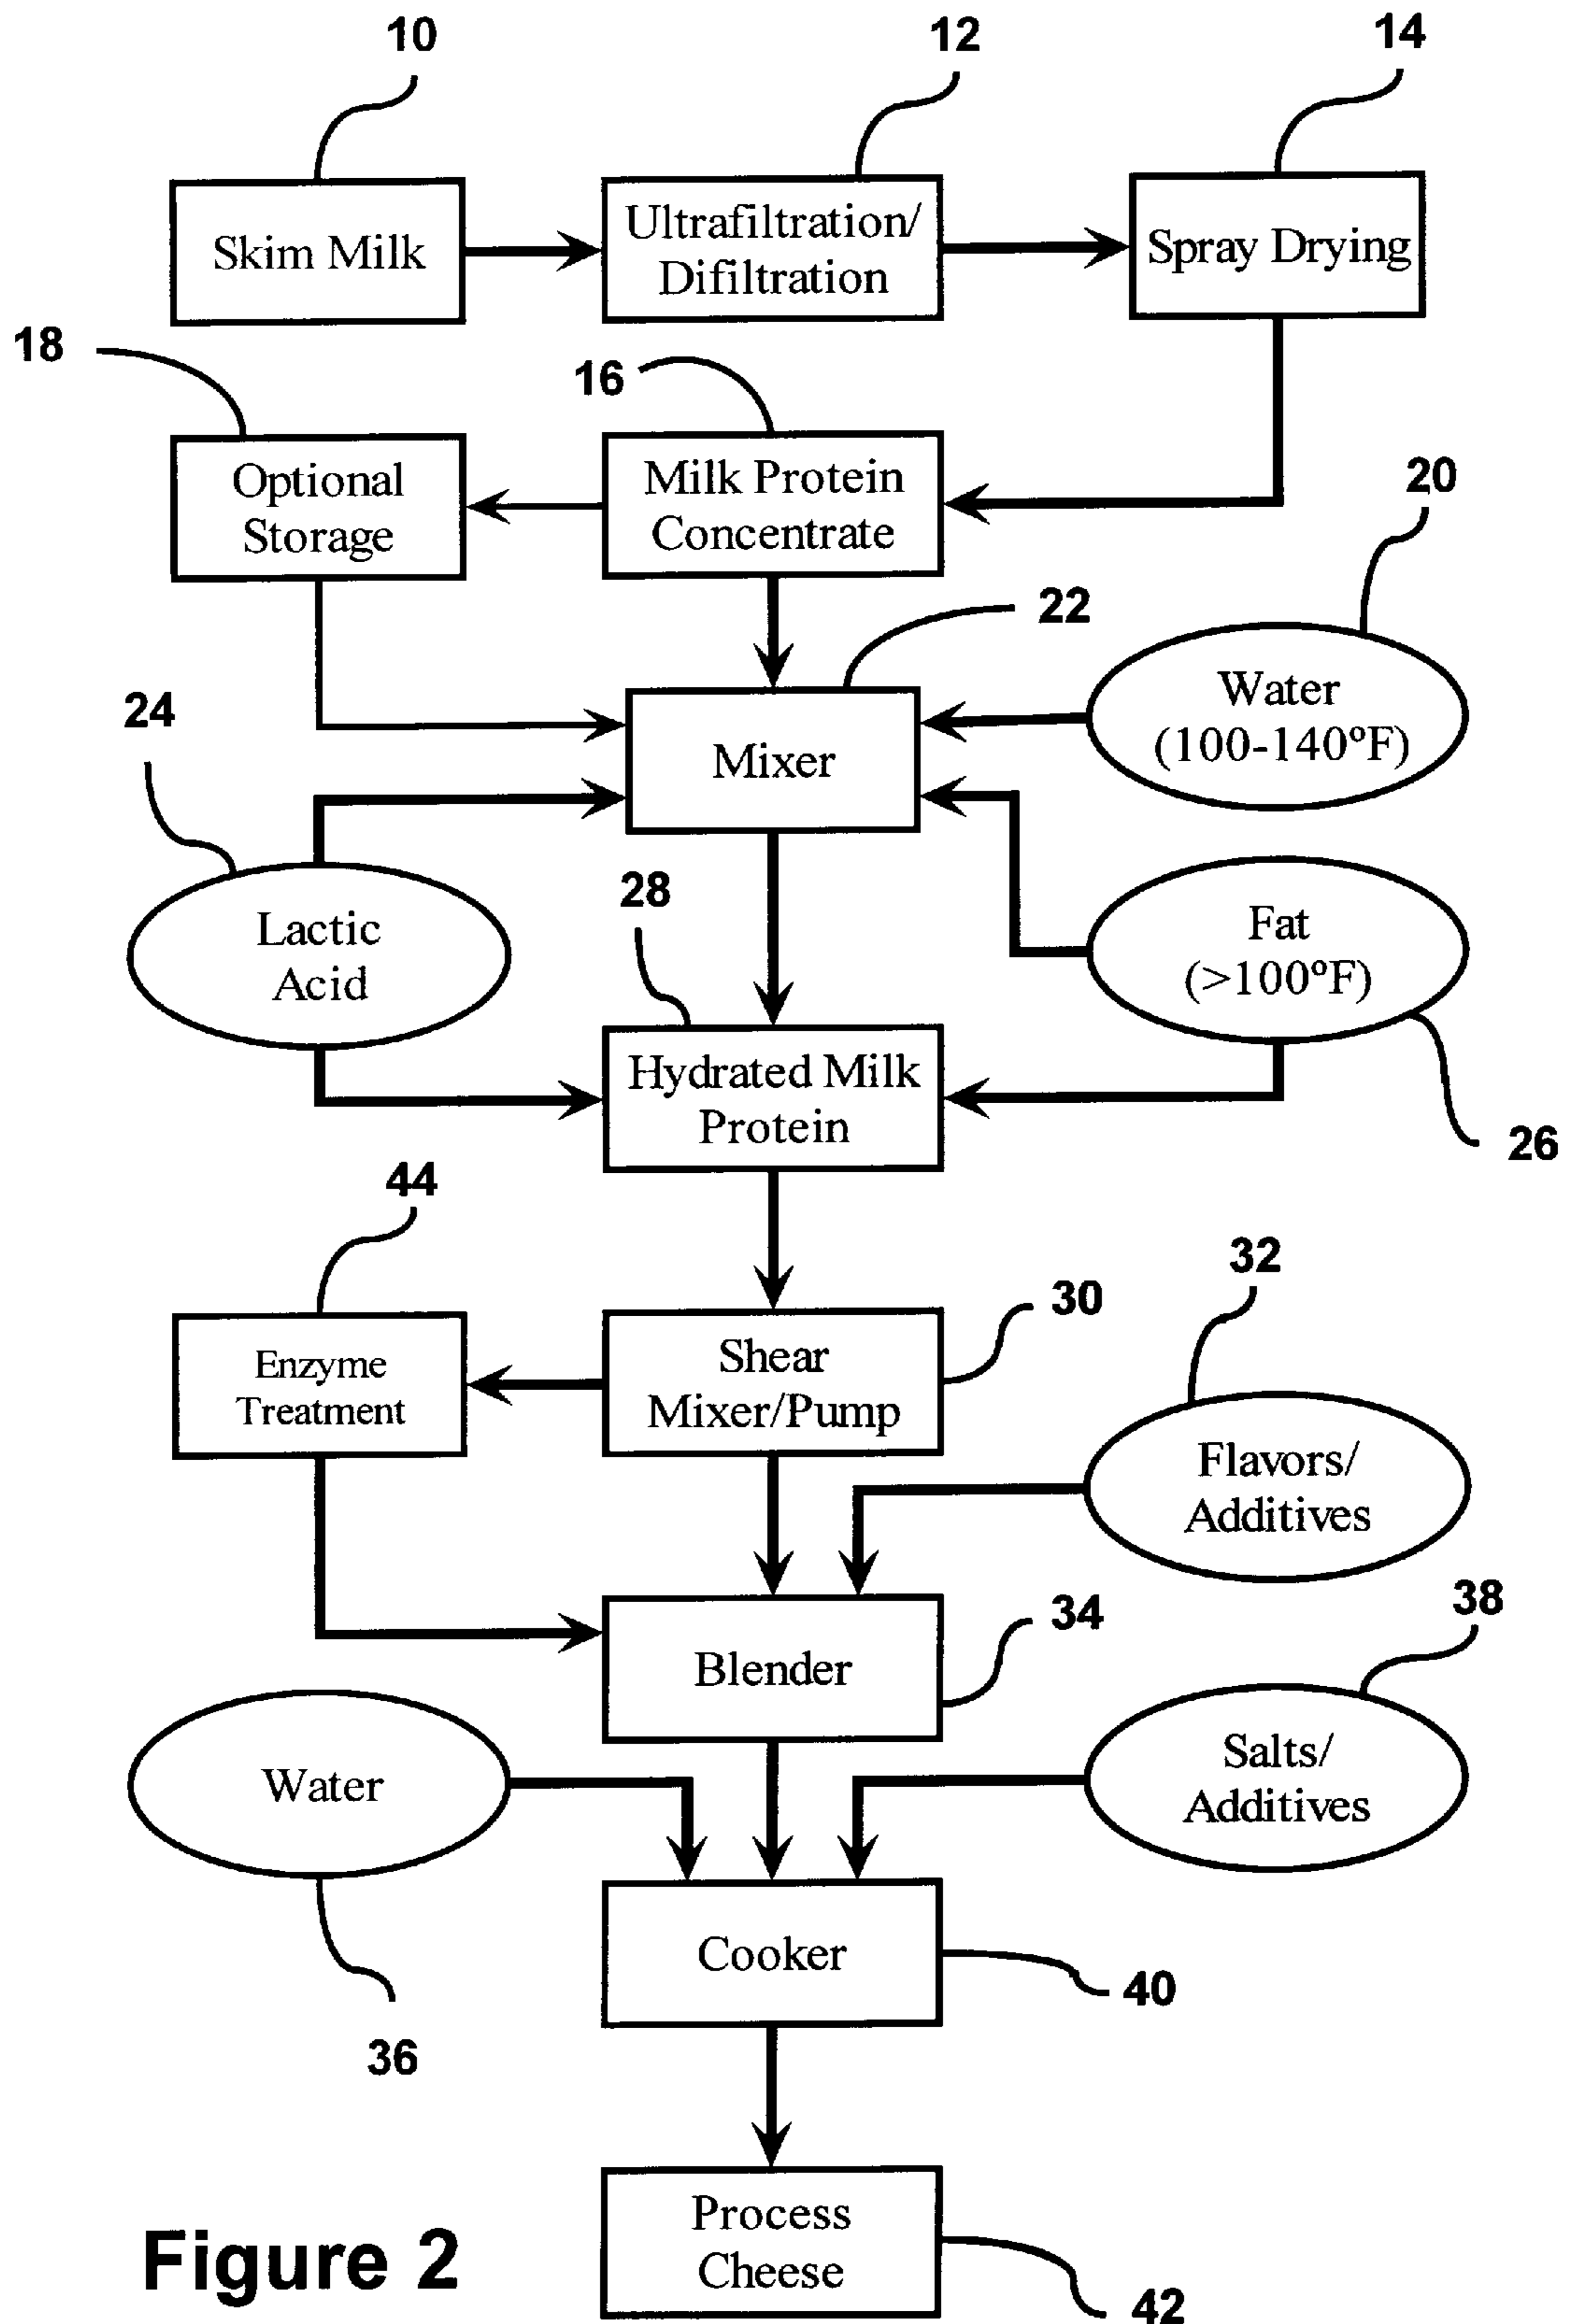 10
12
14
Skim Milk
Ultrafiltration/
Difiltration
Spray Drying
18
16
Optional
Storage
Milk Protein
Concentrate
20
22
Water
(100-140ºF)
24
Mixer
28
Lactic
Acid
Fat
(>100ºF)
Hydrated Milk
Protein
26
44
32
30
Enzyme
Treatment
Shear
Mixer/Pump
Flavors/
Additives
38
34
Blender
Water
Salts/
Additives
Cooker
40
36
Process
Cheese
42
Figure 2